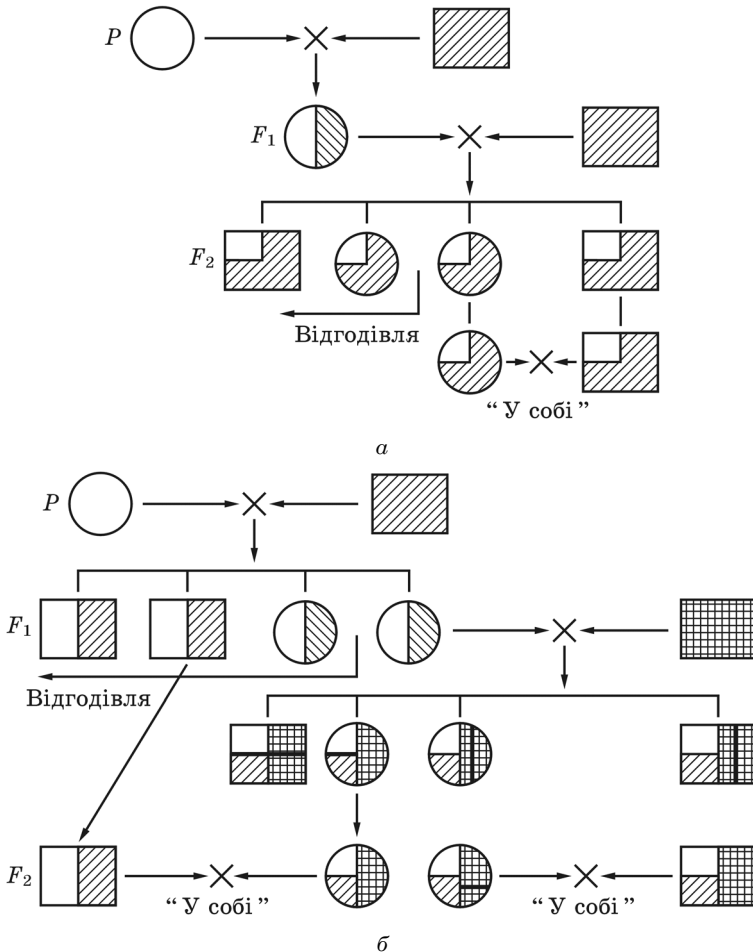 P
F₁
F₂
Відгодівля
“ У собі ”
а
P
F₁
Відгодівля
F₂
“ У собі ” “ У собі ”
б